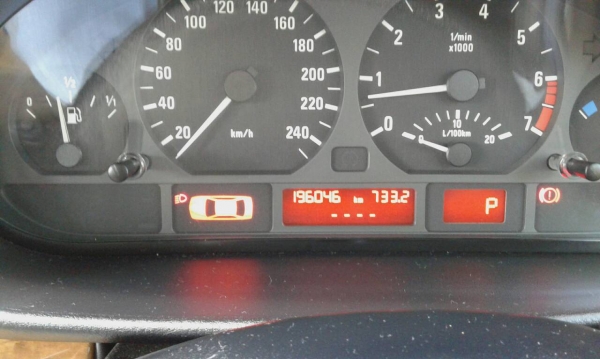 0 ½ 1/1
20 40 60 80 100 120 140 160 180 200 220 240
km/h
0 1 2 3 4 5 6 7
1/min
x1000
0 10 20
L/100km
196046 km 733.2
----
P